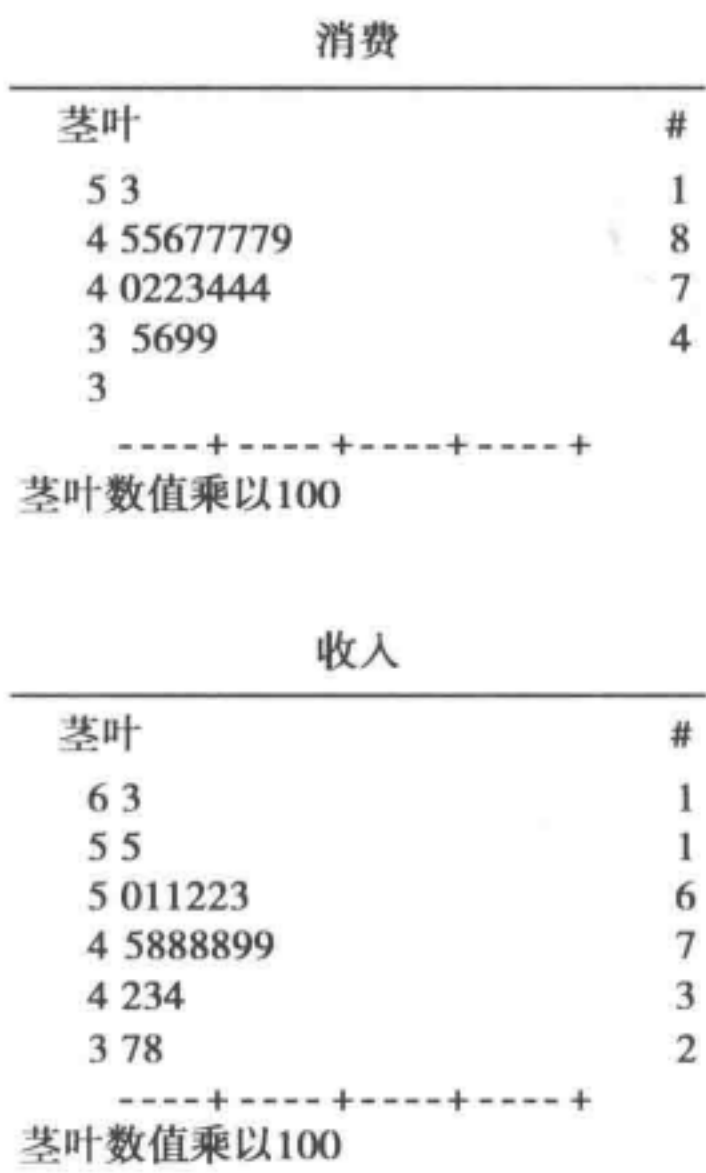 消费
茎叶 #
5 3 1
4 55677779 8
4 0223444 7
3 5699 4
3
----+----+----+----+
茎叶数值乘以100
收入
茎叶 #
6 3 1
5 5 1
5 011223 6
4 5888899 7
4 234 3
3 78 2
----+----+----+----+
茎叶数值乘以100